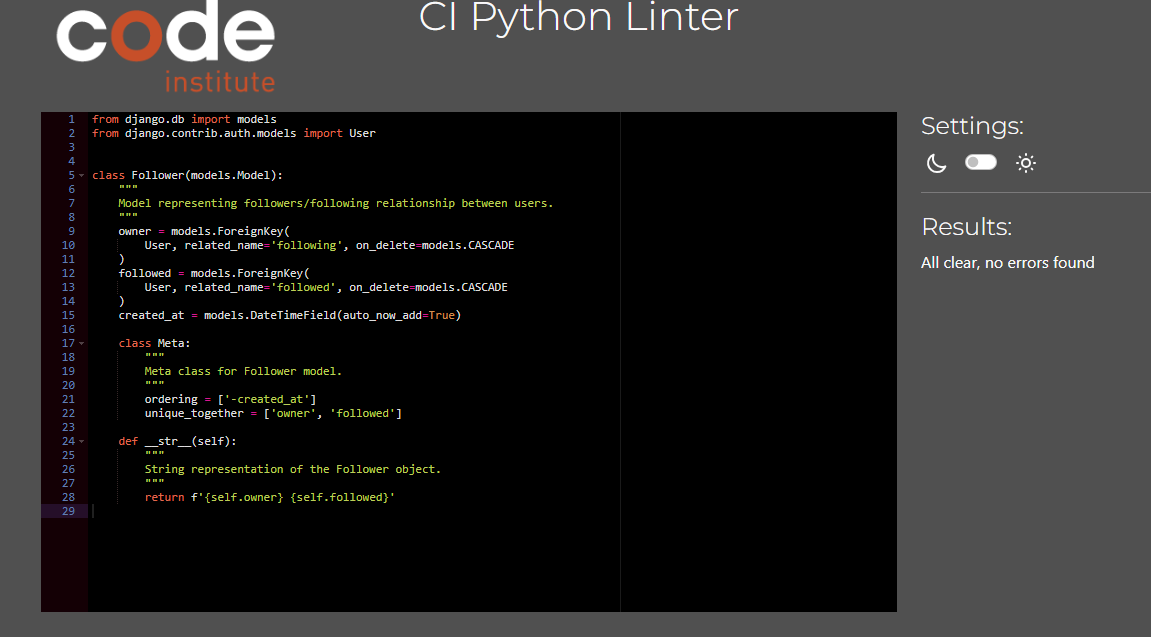 code
institute
CI Python Linter
1 from django.db import models
2 from django.contrib.auth.models import User
3
4
5 class Follower(models.Model):
6     """
7     Model representing followers/following relationship between users.
8     """
9     owner = models.ForeignKey(
10         User, related_name='following', on_delete=models.CASCADE
11     )
12     followed = models.ForeignKey(
13         User, related_name='followed', on_delete=models.CASCADE
14     )
15     created_at = models.DateTimeField(auto_now_add=True)
16
17     class Meta:
18         """
19         Meta class for Follower model.
20         """
21         ordering = ['-created_at']
22         unique_together = ['owner', 'followed']
23
24     def __str__(self):
25         """
26         String representation of the Follower object.
27         """
28         return f'{self.owner} {self.followed}'
29
Settings:
Results:
All clear, no errors found